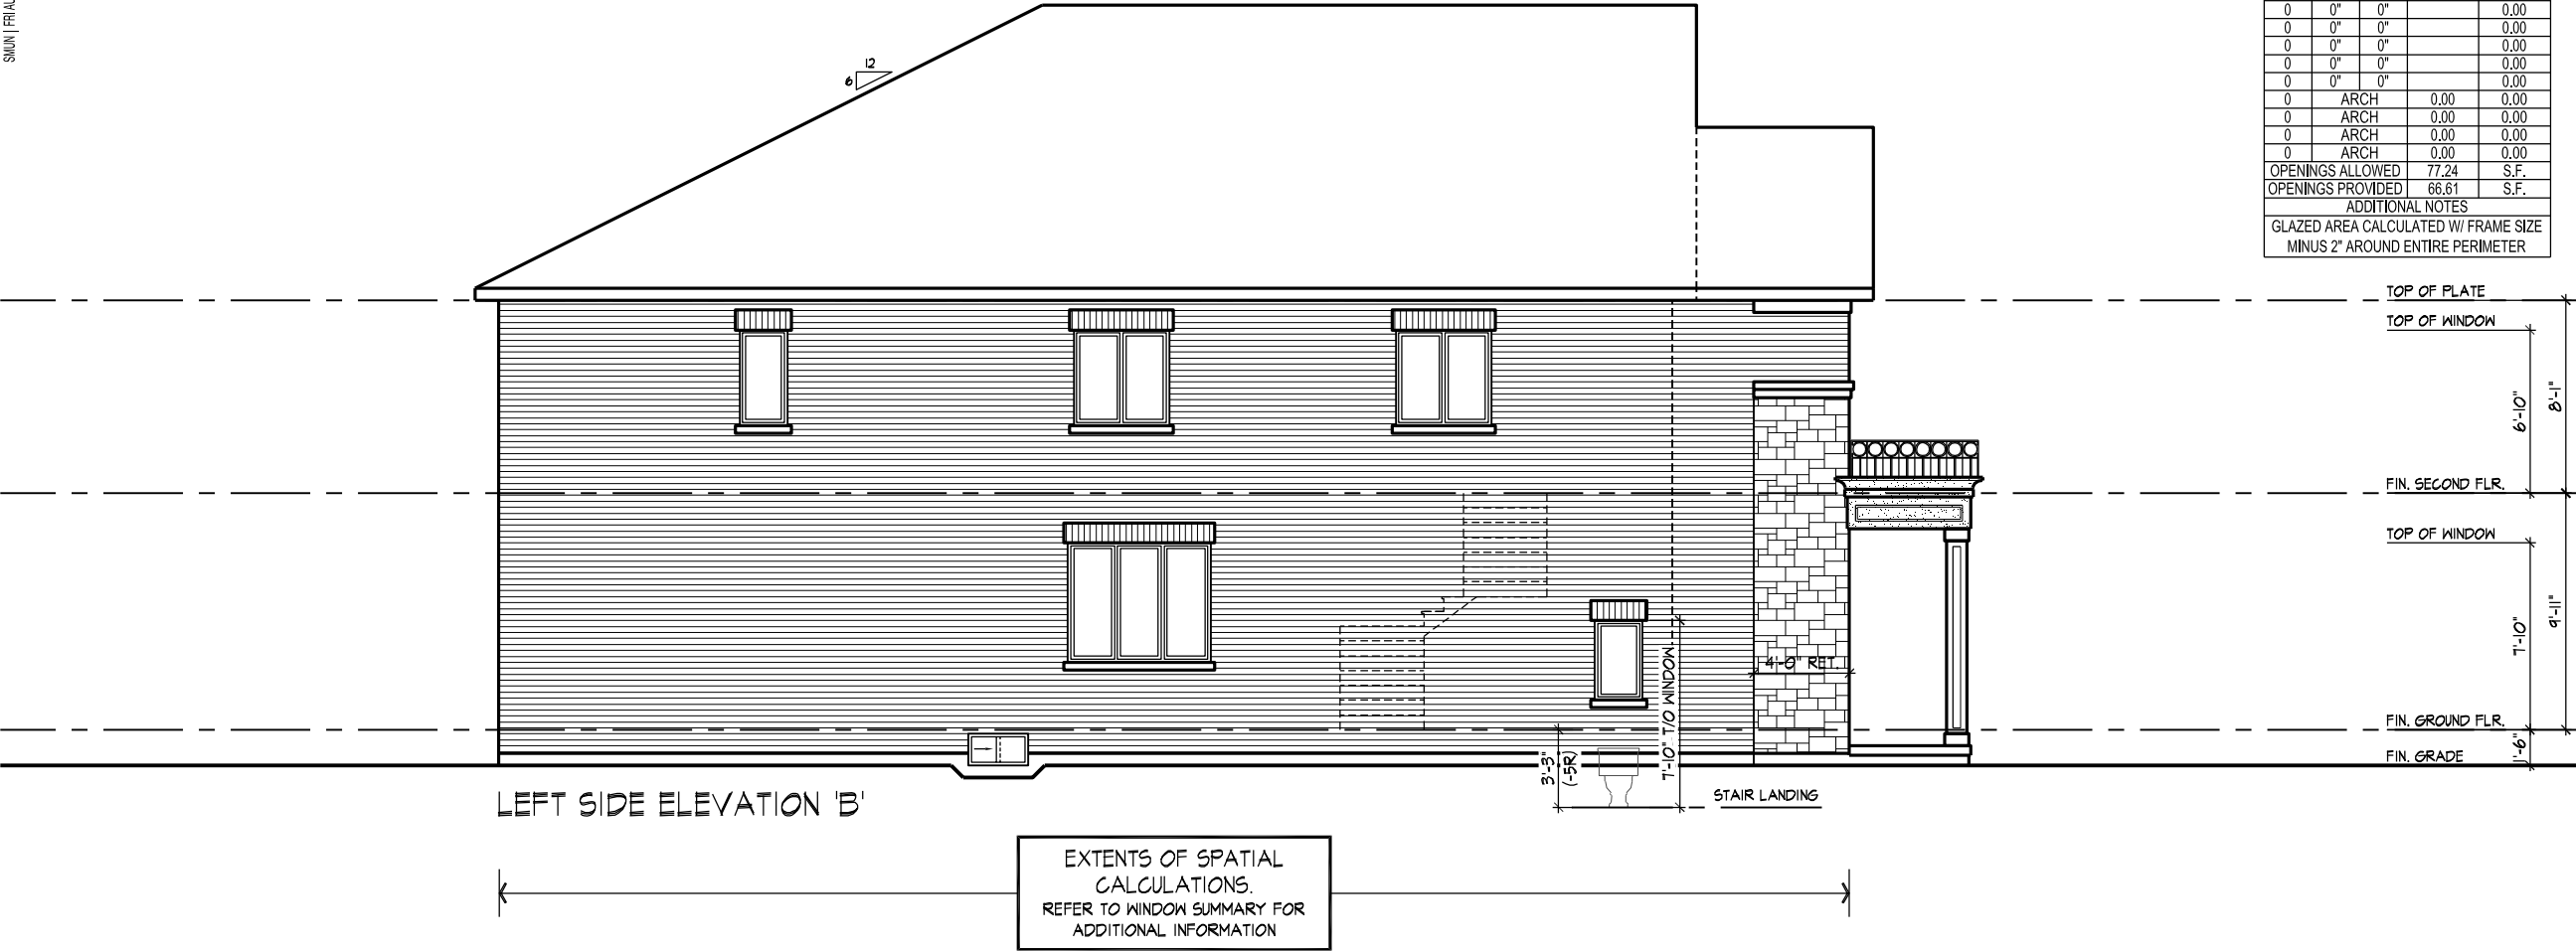 SMUN | FRI AU
0 0" 0" 0.00
0 0" 0" 0.00
0 0" 0" 0.00
0 0" 0" 0.00
0 0" 0" 0.00
0 ARCH 0.00 0.00
0 ARCH 0.00 0.00
0 ARCH 0.00 0.00
0 ARCH 0.00 0.00
OPENINGS ALLOWED 77.24 S.F.
OPENINGS PROVIDED 66.61 S.F.
ADDITIONAL NOTES
GLAZED AREA CALCULATED W/ FRAME SIZE
MINUS 2" AROUND ENTIRE PERIMETER
12
6
TOP OF PLATE
TOP OF WINDOW
6'-10"
8'-1"
FIN. SECOND FLR.
TOP OF WINDOW
7'-10"
9'-11"
FIN. GROUND FLR.
1'-6"
FIN. GRADE
4'-0" RET.
7'-10" T/O WINDOW
3'-3"
(-5R)
STAIR LANDING
LEFT SIDE ELEVATION 'B'
EXTENTS OF SPATIAL
CALCULATIONS.
REFER TO WINDOW SUMMARY FOR
ADDITIONAL INFORMATION